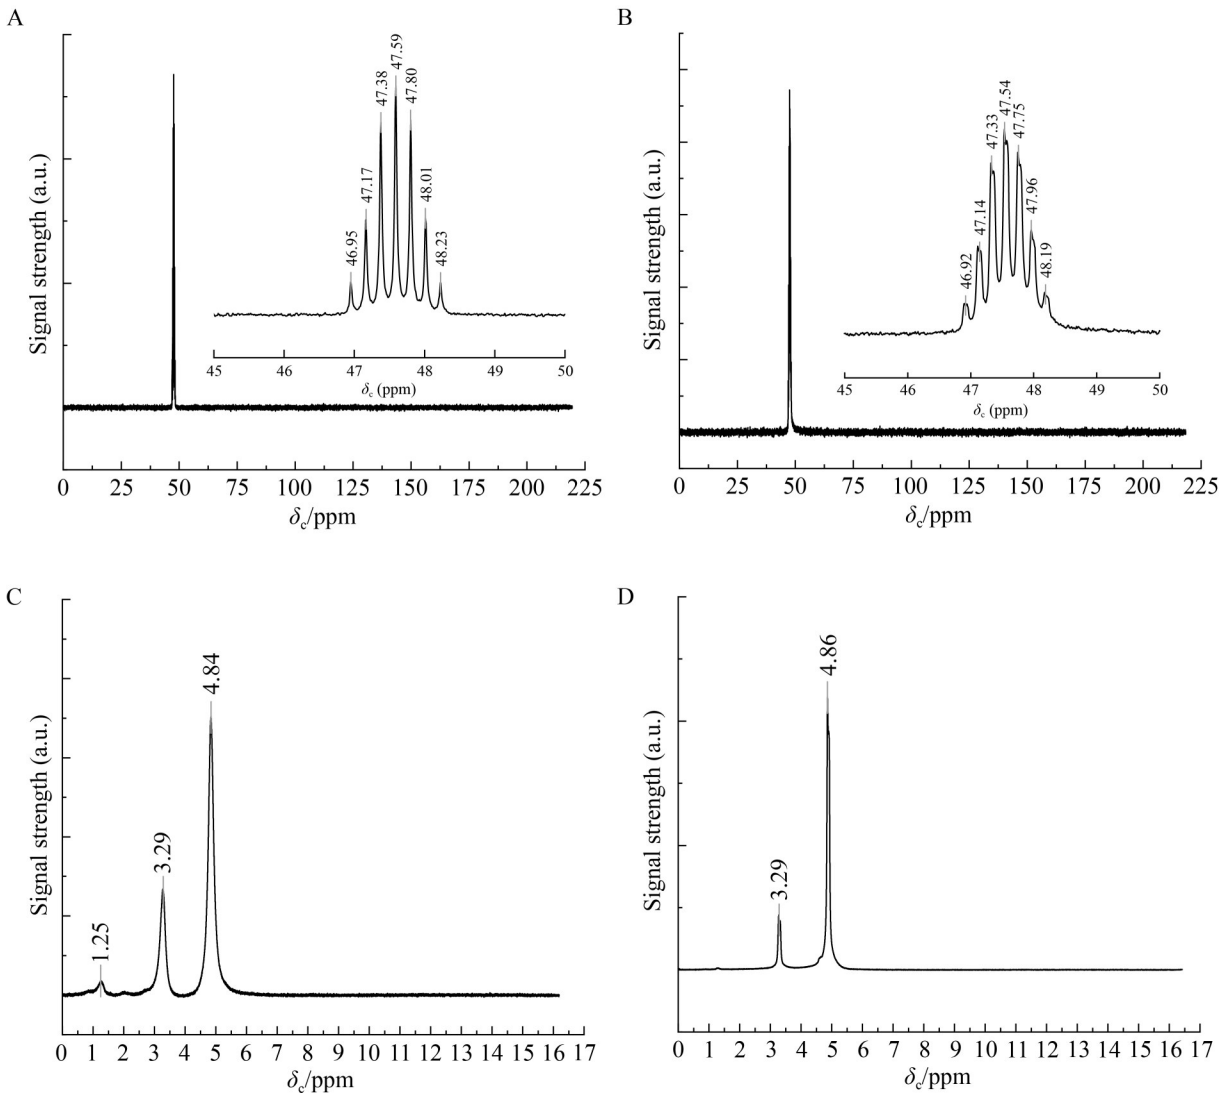 A
Signal strength (a.u.)
46.95
47.17
47.38
47.59
47.80
48.01
48.23
45 46 47 48 49 50
δc (ppm)
0 25 50 75 100 125 150 175 200 225
δc/ppm
B
Signal strength (a.u.)
46.92
47.14
47.33
47.54
47.75
47.96
48.19
45 46 47 48 49 50
δc (ppm)
0 25 50 75 100 125 150 175 200 225
δc/ppm
C
Signal strength (a.u.)
1.25
3.29
4.84
0 1 2 3 4 5 6 7 8 9 10 11 12 13 14 15 16 17
δc/ppm
D
Signal strength (a.u.)
3.29
4.86
0 1 2 3 4 5 6 7 8 9 10 11 12 13 14 15 16 17
δc/ppm